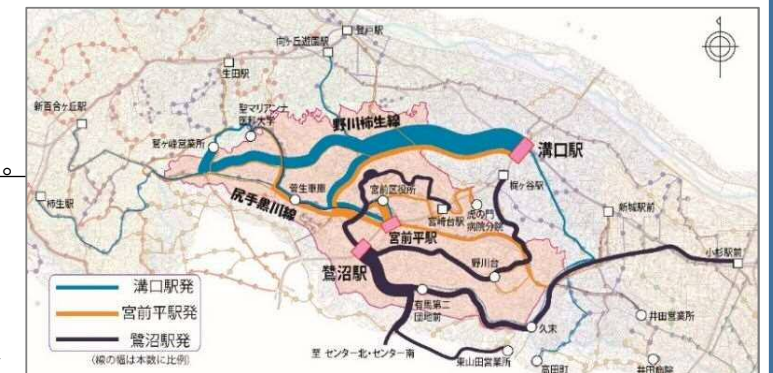 登戸駅
向ヶ丘遊園駅
生田駅
新百合ヶ丘駅
聖マリアンナ
医科大学
鷲ヶ峰営業所
野川柿生線
溝口駅
柿生駅
菅生車庫
宮前区役所
梶ヶ谷駅
尻手黒川線
宮崎台駅
虎の門
病院分院
新城駅前
宮前平駅
小杉駅前
鷺沼駅
野川台
有馬第二
団地前
久末
井田営業所
至 センター北・センター南
東山田営業所
高田町
井田病院
溝口駅発
宮前平駅発
鷺沼駅発
(線の幅は本数に比例)
。